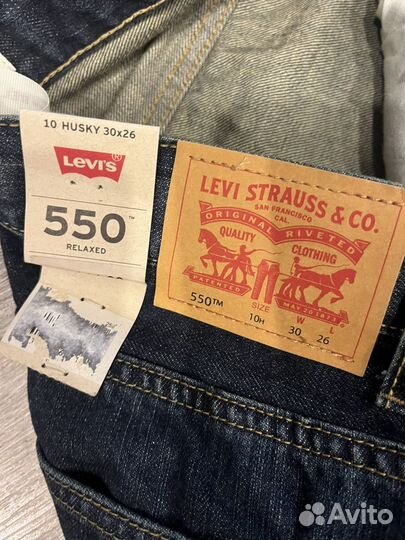 10 HUSKY 30x26
Levi's®
550™
RELAXED
LEVI STRAUSS & CO.
SAN FRANCISCO
CAL.
ORIGINAL RIVETED
QUALITY CLOTHING
PATENTED MAY 20 1873
550™ SIZE 10H W 30 L 26
Avito